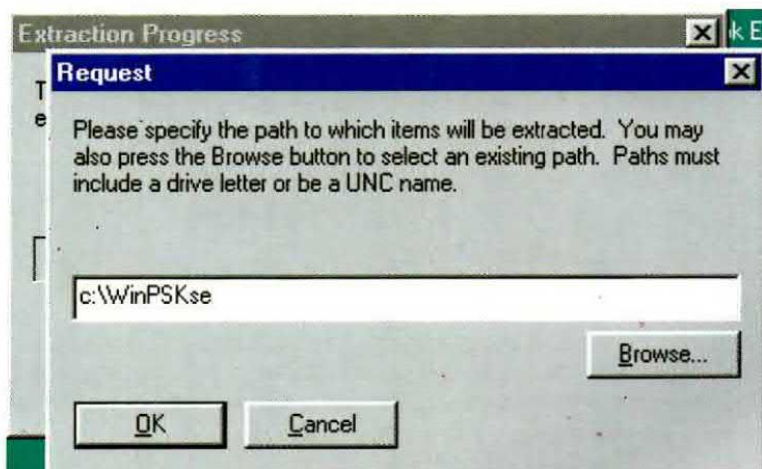 Extraction Progress
k E
Request
T
e
Please specify the path to which items will be extracted. You may
also press the Browse button to select an existing path. Paths must
include a drive letter or be a UNC name.
c:\WinPSKse
Browse...
OK
Cancel